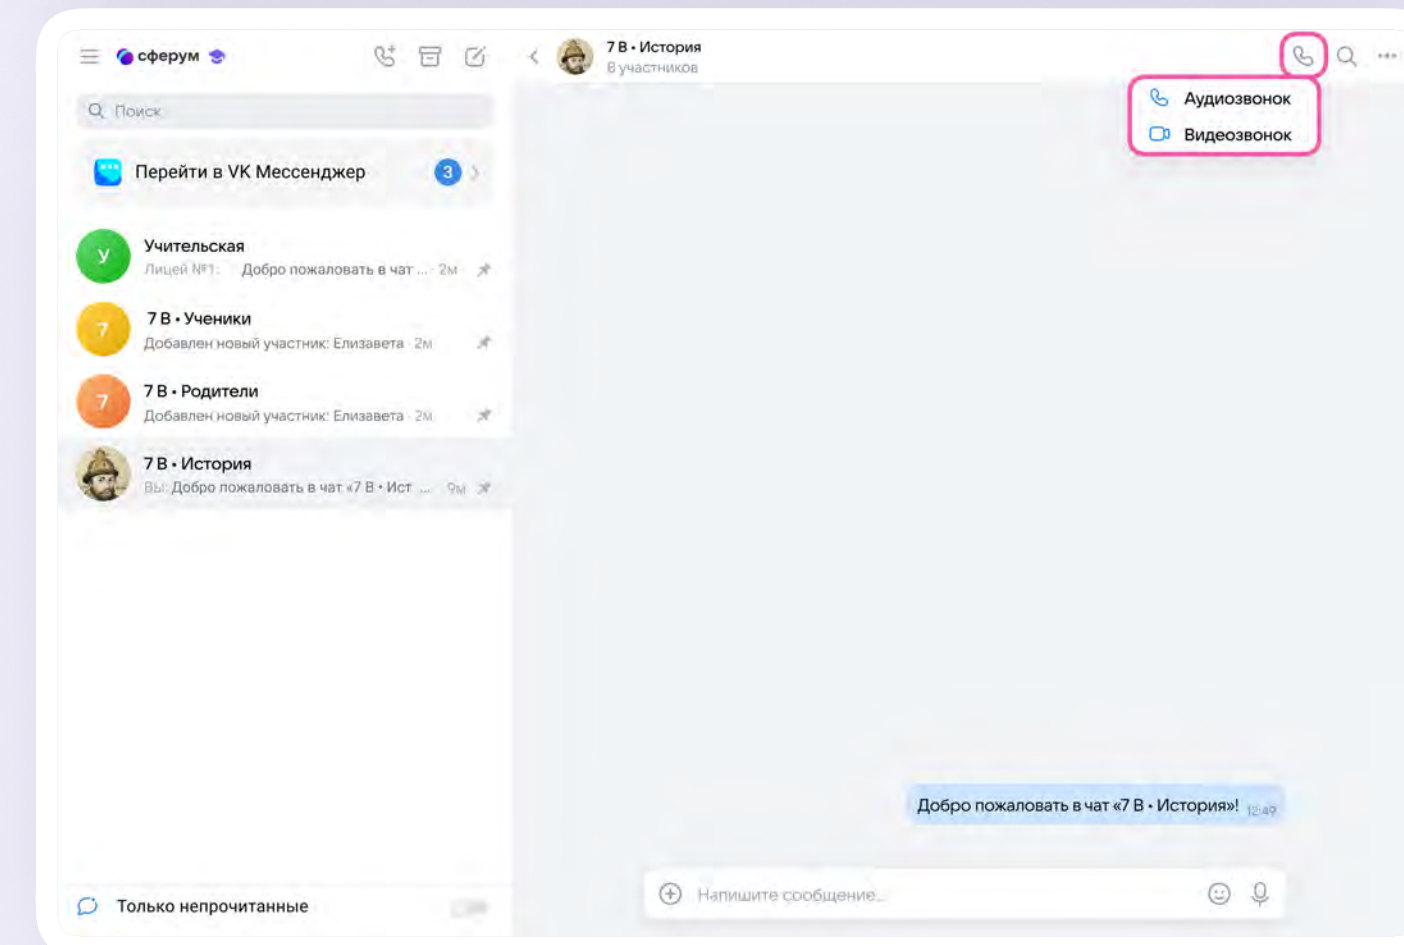 сферум
Поиск
Перейти в VK Мессенджер 3
У
Учительская
Лицей №1: Добро пожаловать в чат ... · 2м
7
7 В • Ученики
Добавлен новый участник: Елизавета · 2м
7
7 В • Родители
Добавлен новый участник: Елизавета · 2м
7 В • История
Вы: Добро пожаловать в чат «7 В • Ист ... 9м
Только непрочитанные
7 В • История
8 участников
Аудиозвонок
Видеозвонок
Добро пожаловать в чат «7 В • История»! 12:49
Напишите сообщение...